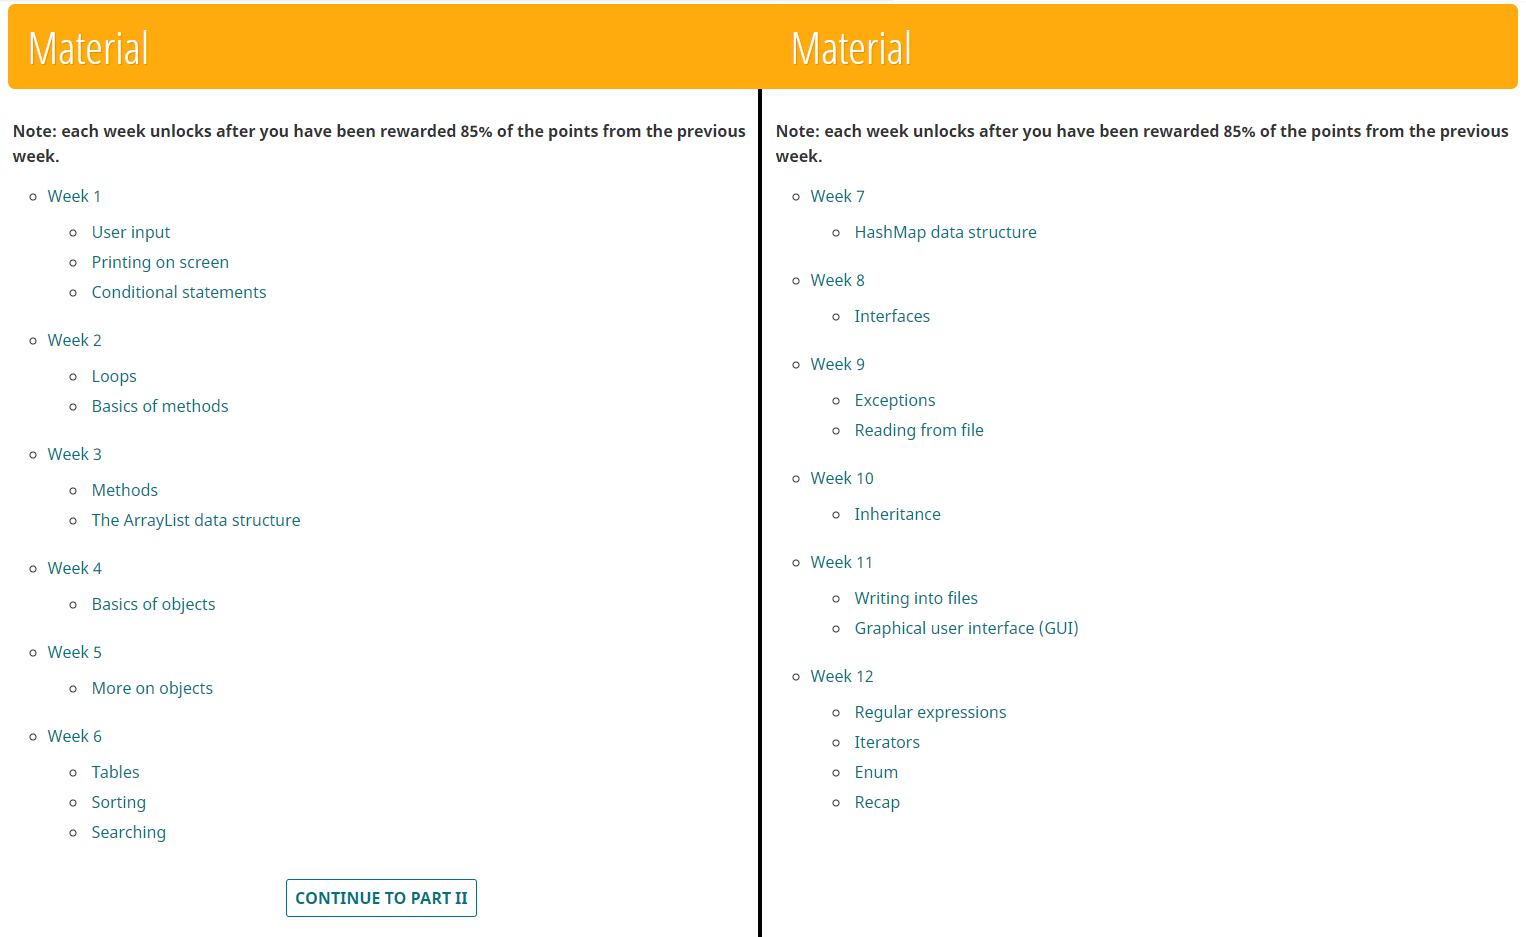 Material
Note: each week unlocks after you have been rewarded 85% of the points from the previous
week.
Week 1
User input
Printing on screen
Conditional statements
Week 2
Loops
Basics of methods
Week 3
Methods
The ArrayList data structure
Week 4
Basics of objects
Week 5
More on objects
Week 6
Tables
Sorting
Searching
CONTINUE TO PART II
Material
Note: each week unlocks after you have been rewarded 85% of the points from the previous
week.
Week 7
HashMap data structure
Week 8
Interfaces
Week 9
Exceptions
Reading from file
Week 10
Inheritance
Week 11
Writing into files
Graphical user interface (GUI)
Week 12
Regular expressions
Iterators
Enum
Recap